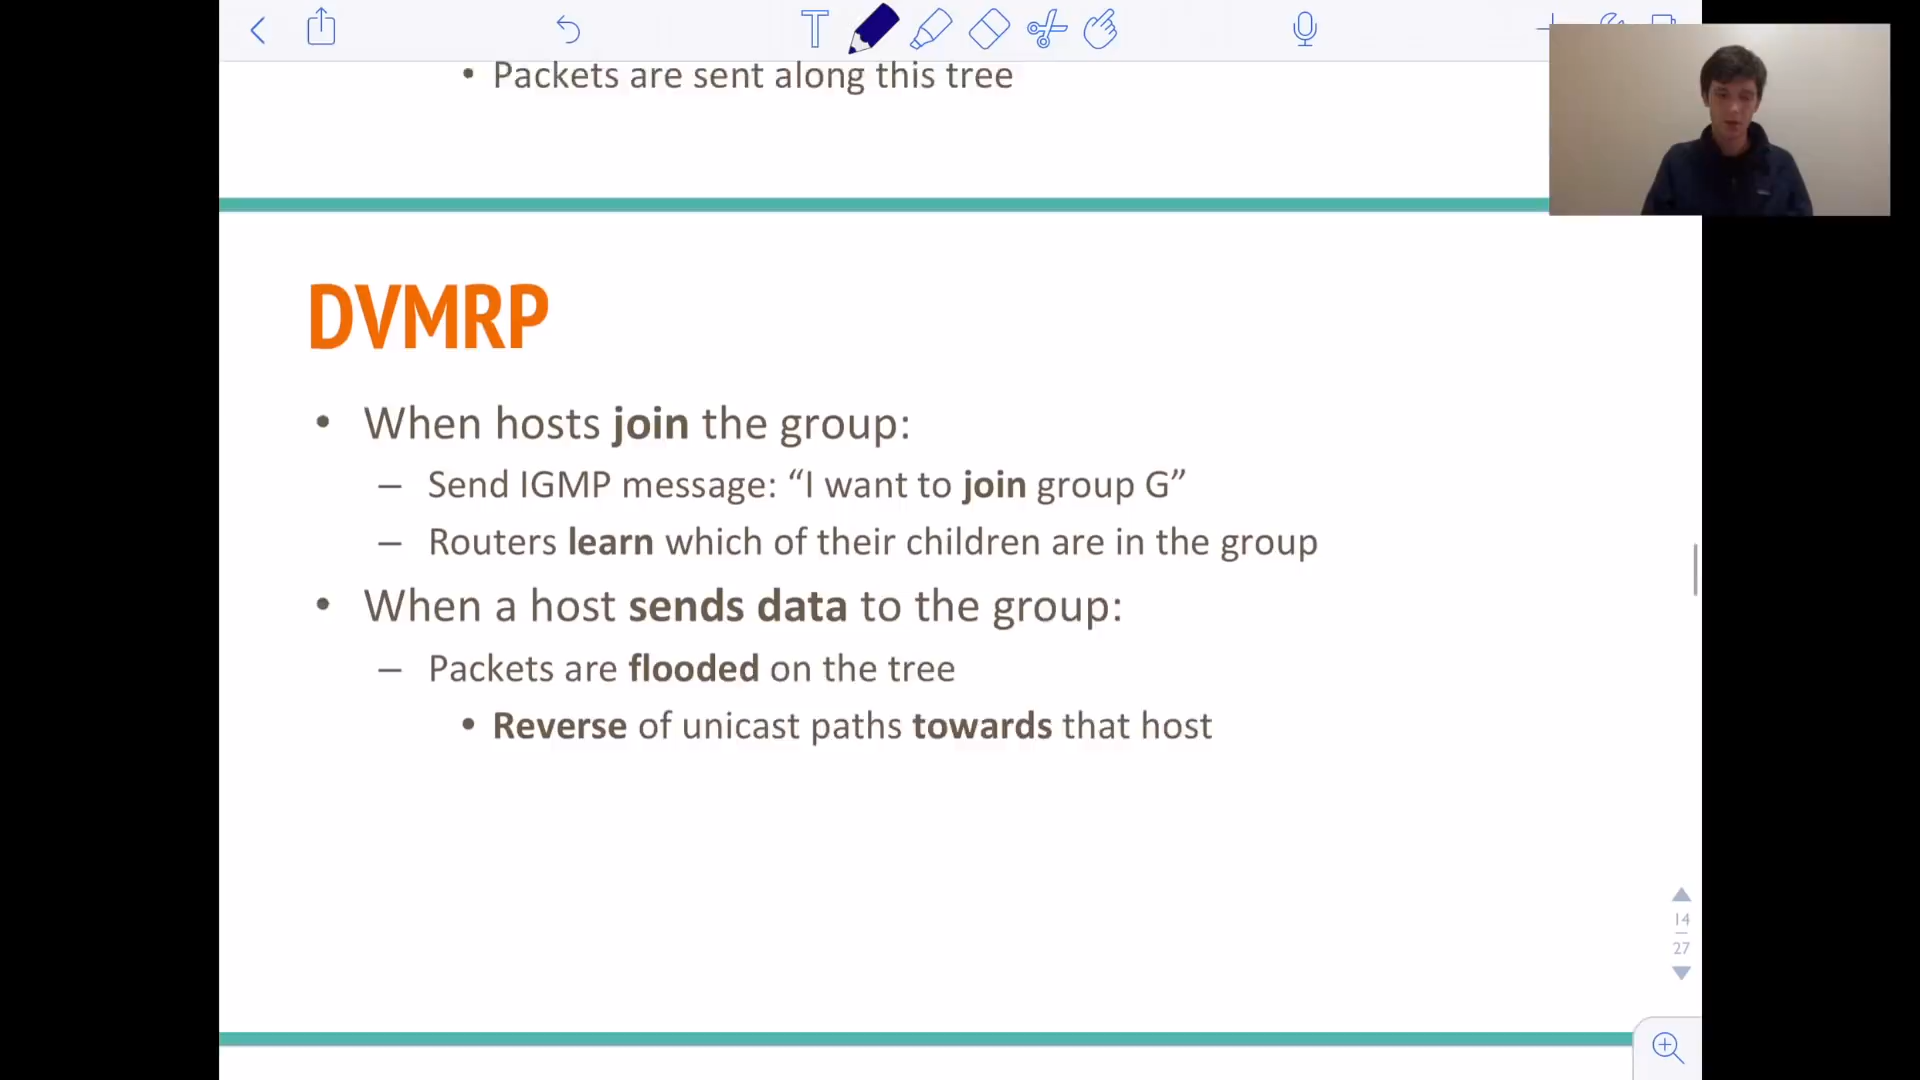 • Packets are sent along this tree
DVMRP
• When hosts join the group:
– Send IGMP message: “I want to join group G”
– Routers learn which of their children are in the group
• When a host sends data to the group:
– Packets are flooded on the tree
• Reverse of unicast paths towards that host
14
27